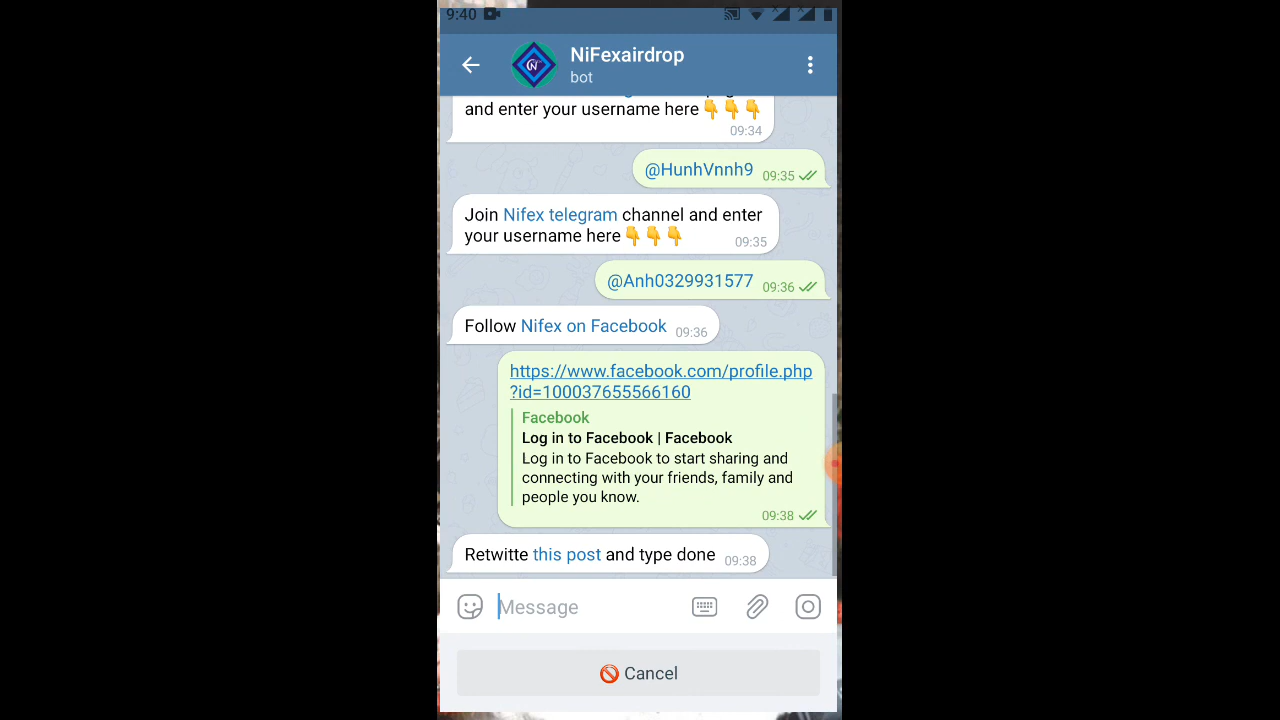 9:40
NiFexairdrop
bot
and enter your username here👇👇👇
09:34
@HunhVnnh9 09:35
Join Nifex telegram channel and enter
your username here👇👇👇 09:35
@Anh0329931577 09:36
Follow Nifex on Facebook 09:36
https://www.facebook.com/profile.php
?id=100037655566160
Facebook
Log in to Facebook | Facebook
Log in to Facebook to start sharing and
connecting with your friends, family and
people you know.
09:38
Retwitte this post and type done 09:38
Message
🚫 Cancel